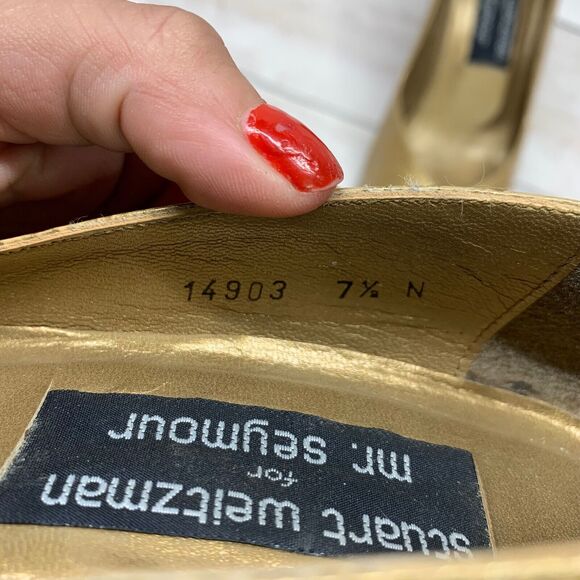 14903 7½ N
stuart weitzman
for
mr. seymour